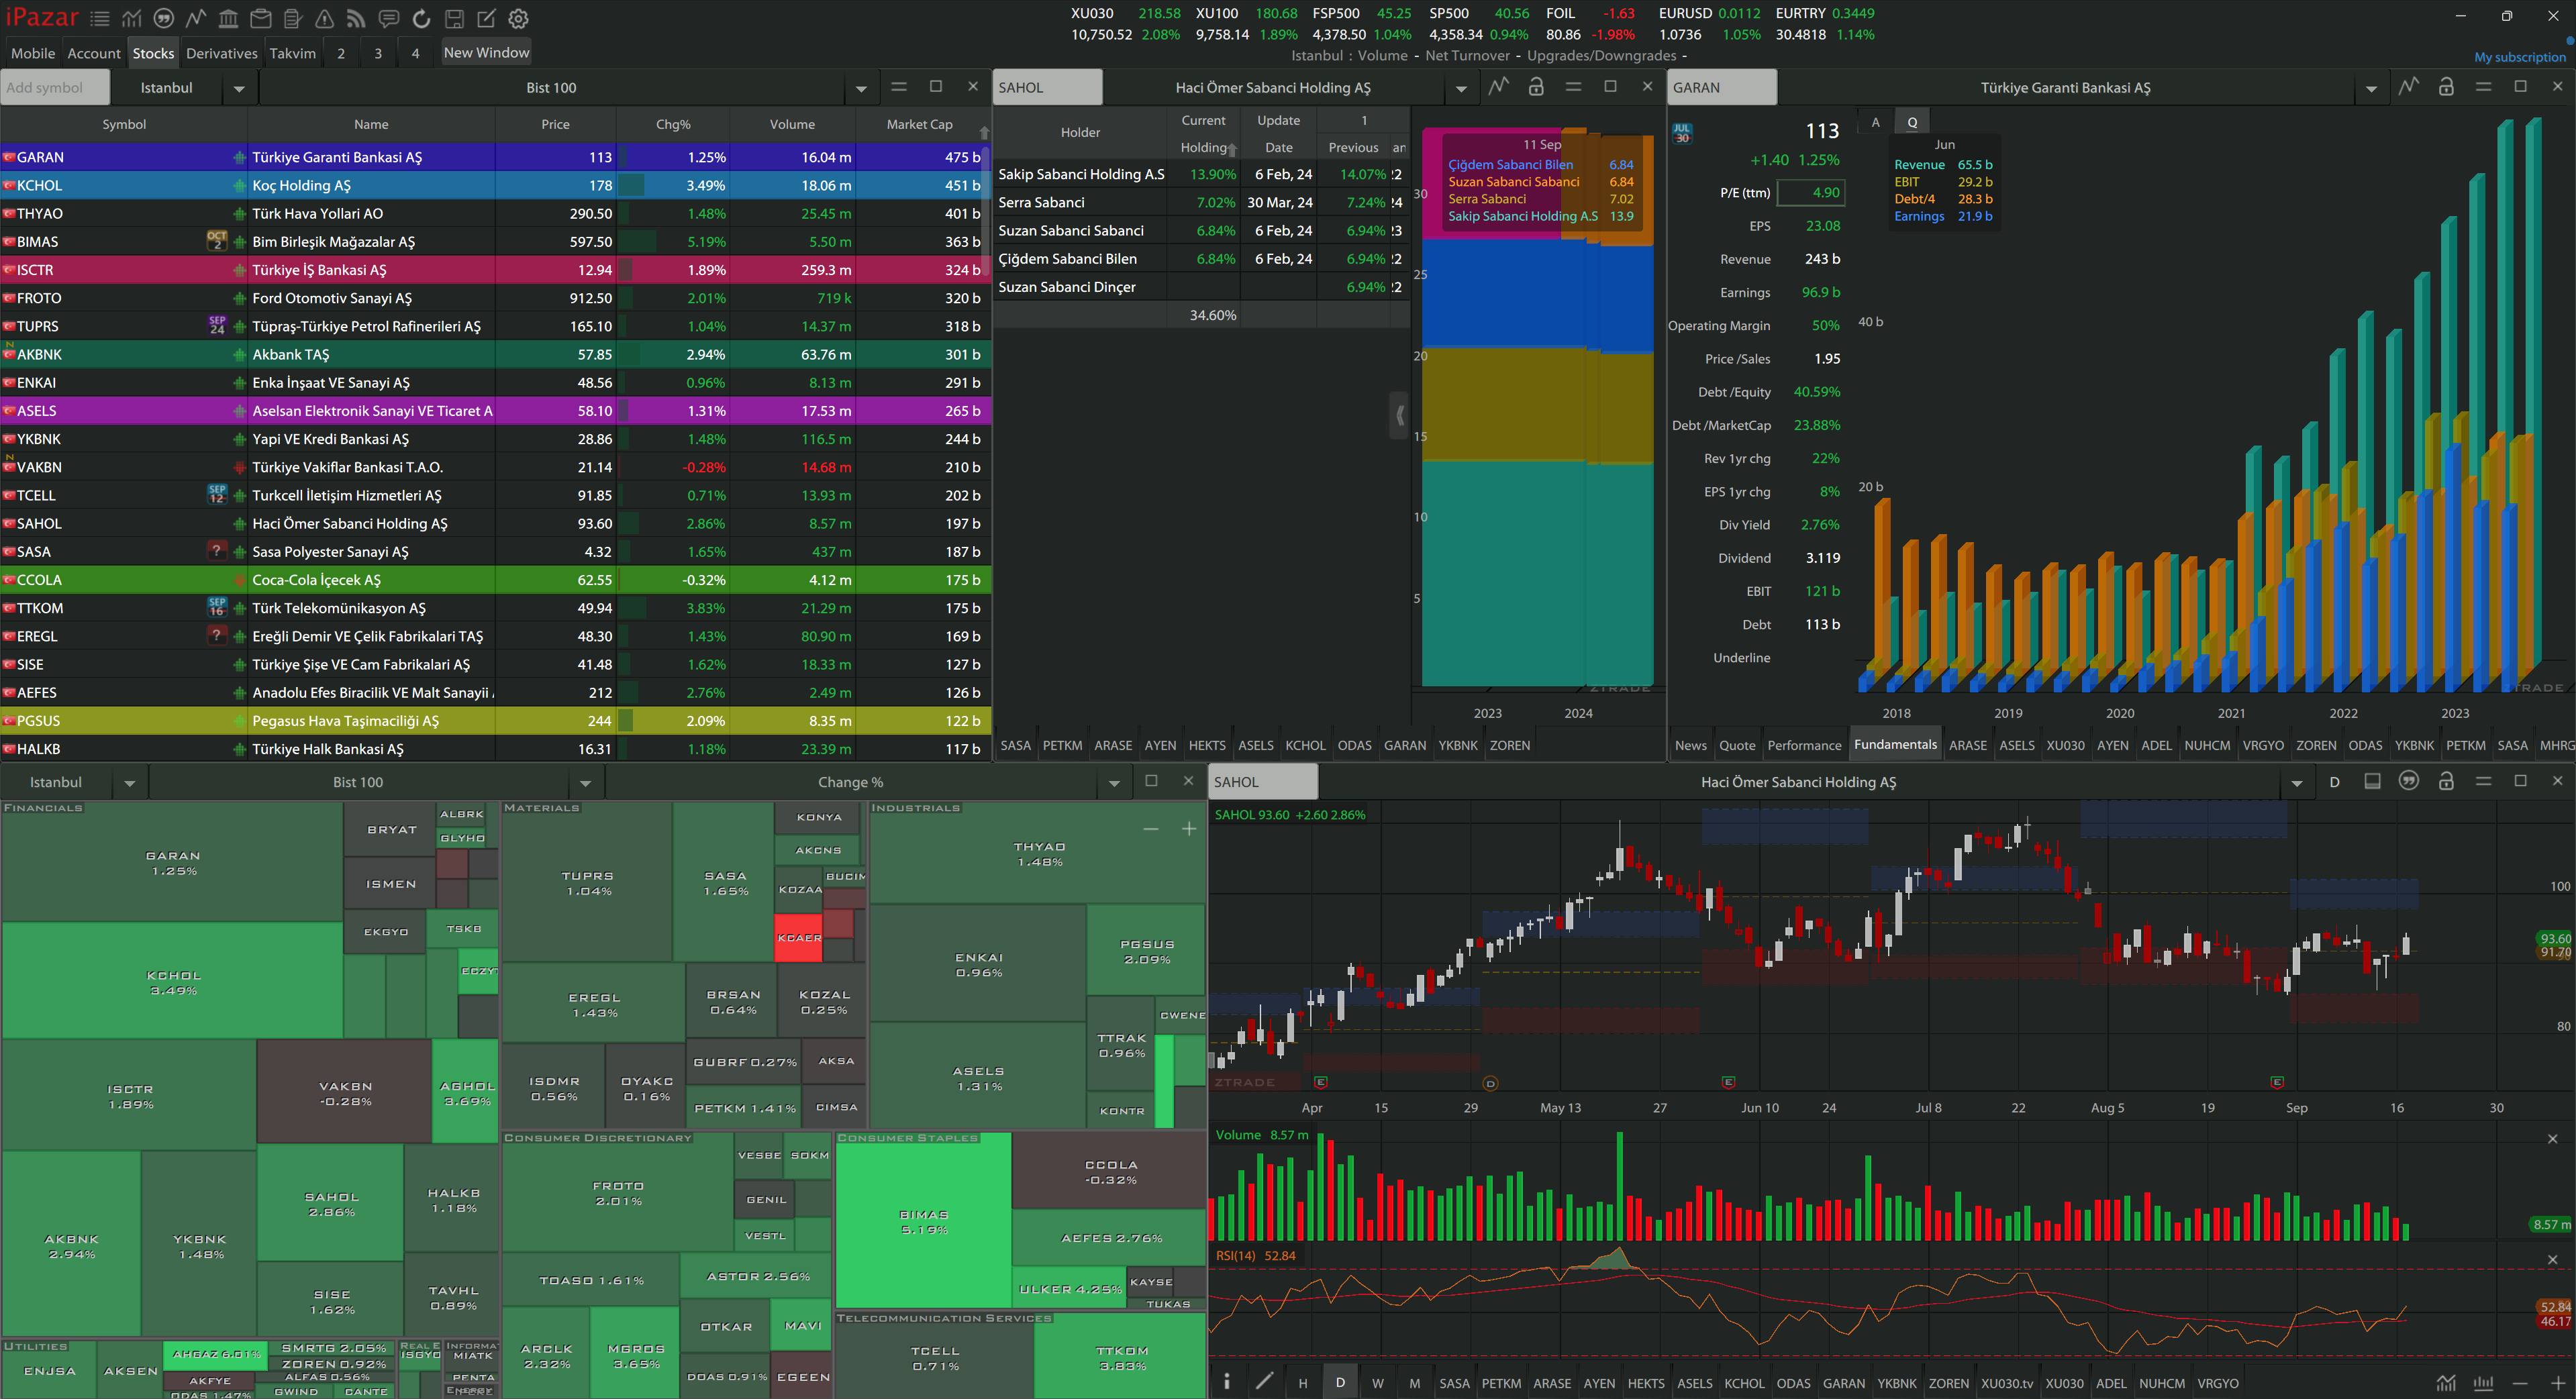 iPazar
XU030 218.58 XU100 180.68 FSP500 45.25 SP500 40.56 FOIL -1.63 EURUSD 0.0112 EURTRY 0.3449
10,750.52 2.08% 9,758.14 1.89% 4,378.50 1.04% 4,358.34 0.94% 80.86 -1.98% 1.0736 1.05% 30.4818 1.14%
Mobile Account Stocks Derivatives Takvim 2 3 4 New Window
Istanbul : Volume - Net Turnover - Upgrades/Downgrades -
My subscription
Add symbol Istanbul Bist 100
Symbol Name Price Chg% Volume Market Cap
GARAN Türkiye Garanti Bankasi AŞ 113 1.25% 16.04 m 475 b
KCHOL Koç Holding AŞ 178 3.49% 18.06 m 451 b
THYAO Türk Hava Yollari AO 290.50 1.48% 25.45 m 401 b
BIMAS OCT 2 Bim Birleşik Mağazalar AŞ 597.50 5.19% 5.50 m 363 b
ISCTR Türkiye İŞ Bankasi AŞ 12.94 1.89% 259.3 m 324 b
FROTO Ford Otomotiv Sanayi AŞ 912.50 2.01% 719 k 320 b
TUPRS SEP 24 Tüpraş-Türkiye Petrol Rafinerileri AŞ 165.10 1.04% 14.37 m 318 b
N AKBNK Akbank TAŞ 57.85 2.94% 63.76 m 301 b
ENKAI Enka İnşaat VE Sanayi AŞ 48.56 0.96% 8.13 m 291 b
ASELS Aselsan Elektronik Sanayi VE Ticaret A 58.10 1.31% 17.53 m 265 b
YKBNK Yapi VE Kredi Bankasi AŞ 28.86 1.48% 116.5 m 244 b
N VAKBN Türkiye Vakiflar Bankasi T.A.O. 21.14 -0.28% 14.68 m 210 b
TCELL SEP 12 Turkcell İletişim Hizmetleri AŞ 91.85 0.71% 13.93 m 202 b
SAHOL Haci Ömer Sabanci Holding AŞ 93.60 2.86% 8.57 m 197 b
SASA ? Sasa Polyester Sanayi AŞ 4.32 1.65% 437 m 187 b
CCOLA Coca-Cola İçecek AŞ 62.55 -0.32% 4.12 m 175 b
TTKOM SEP 16 Türk Telekomünikasyon AŞ 49.94 3.83% 21.29 m 175 b
EREGL ? Ereğli Demir VE Çelik Fabrikalari TAŞ 48.30 1.43% 80.90 m 169 b
SISE Türkiye Şişe VE Cam Fabrikalari AŞ 41.48 1.62% 18.33 m 127 b
AEFES Anadolu Efes Biracilik VE Malt Sanayii 212 2.76% 2.49 m 126 b
PGSUS Pegasus Hava Taşimaciliği AŞ 244 2.09% 8.35 m 122 b
HALKB Türkiye Halk Bankasi AŞ 16.31 1.18% 23.39 m 117 b
SAHOL Haci Ömer Sabanci Holding AŞ
Holder Current Holding Update Date 1 Previous
Sakip Sabanci Holding A.S 13.90% 6 Feb, 24 14.07% 22
Serra Sabanci 7.02% 30 Mar, 24 7.24% 24
Suzan Sabanci Sabanci 6.84% 6 Feb, 24 6.94% 23
Çiğdem Sabanci Bilen 6.84% 6 Feb, 24 6.94% 22
Suzan Sabanci Dinçer 6.94% 22
34.60%
11 Sep
Çiğdem Sabanci Bilen 6.84
Suzan Sabanci Sabanci 6.84
Serra Sabanci 7.02
Sakip Sabanci Holding A.S 13.9
30
25
20
15
10
5
ZTRADE
2023 2024
SASA PETKM ARASE AYEN HEKTS ASELS KCHOL ODAS GARAN YKBNK ZOREN
GARAN Türkiye Garanti Bankasi AŞ
JUL 30
113
+1.40 1.25%
P/E (ttm) 4.90
EPS 23.08
Revenue 243 b
Earnings 96.9 b
Operating Margin 50%
Price /Sales 1.95
Debt /Equity 40.59%
Debt /MarketCap 23.88%
Rev 1yr chg 22%
EPS 1yr chg 8%
Div Yield 2.76%
Dividend 3.119
EBIT 121 b
Debt 113 b
Underline
A Q
Jun
Revenue 65.5 b
EBIT 29.2 b
Debt/4 28.3 b
Earnings 21.9 b
40 b
20 b
TRADE
2018 2019 2020 2021 2022 2023
News Quote Performance Fundamentals ARASE ASELS XU030 AYEN ADEL NUHCM VRGYO ZOREN ODAS YKBNK PETKM SASA MHRG
Istanbul Bist 100 Change %
FINANCIALS
GARAN
1.25%
BRYAT
ALBRK
GLYHO
ISMEN
KCHOL
3.49%
EKGYO
TSKB
ECZY
ISCTR
1.89%
VAKBN
-0.28%
AGHOL
3.69%
AKBNK
2.94%
YKBNK
1.48%
SAHOL
2.86%
HALKB
1.18%
SISE
1.62%
TAVHL
0.89%
MATERIALS
TUPRS
1.04%
SASA
1.65%
KONYA
AKCNS
KOZAA
BUCIM
KCAER
EREGL
1.43%
BRSAN
0.64%
KOZAL
0.25%
GUBRF 0.27%
AKSA
ISDMR
0.56%
OYAKC
0.16%
PETKM 1.41%
CIMSA
INDUSTRIALS
THYAO
1.48%
ENKAI
0.96%
PGSUS
2.09%
CWENE
TTRAK
0.96%
ASELS
1.31%
KONTR
CONSUMER DISCRETIONARY
FROTO
2.01%
VESBE
SOKM
GENIL
VESTL
TOASO 1.61%
ASTOR 2.56%
ARCLK
2.32%
MGROS
3.65%
OTKAR
MAVI
DOAS 0.91%
EGEEN
CONSUMER STAPLES
BIMAS
5.19%
CCOLA
-0.32%
AEFES 2.76%
ULKER 4.25%
KAYSE
TUKAS
TELECOMMUNICATION SERVICES
TCELL
0.71%
TTKOM
3.83%
UTILITIES
ENJSA
AKSEN
AHGAZ 6.01%
AKFYE
ODAS 1.47%
SMRTG 2.05%
ZOREN 0.92%
ALFAS 0.56%
GWIND
CANTE
REAL E
ISGYO
INFORMA
MIATK
PENTA
ENERGY
SAHOL Haci Ömer Sabanci Holding AŞ D
SAHOL 93.60 +2.60 2.86%
100
93.60
91.70
80
ZTRADE
E D E E
Apr 15 29 May 13 27 Jun 10 24 Jul 8 22 Aug 5 19 Sep 16 30
Volume 8.57 m
8.57 m
RSI(14) 52.84
52.84
46.17
H D W M SASA PETKM ARASE AYEN HEKTS ASELS KCHOL ODAS GARAN YKBNK ZOREN XU030.tv XU030 ADEL NUHCM VRGYO